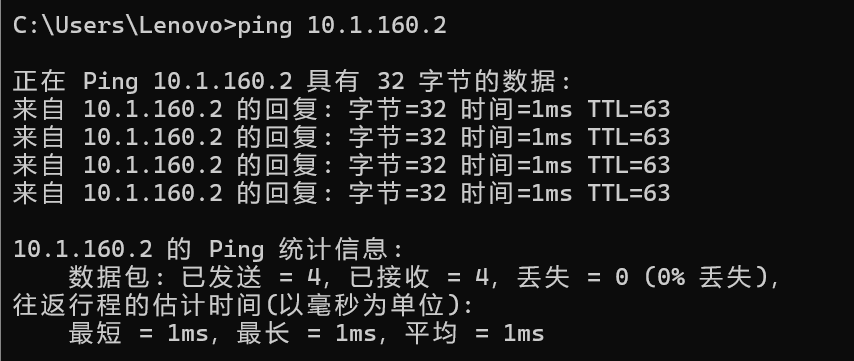 C:\Users\Lenovo>ping 10.1.160.2
正在 Ping 10.1.160.2 具有 32 字节的数据:
来自 10.1.160.2 的回复: 字节=32 时间=1ms TTL=63
来自 10.1.160.2 的回复: 字节=32 时间=1ms TTL=63
来自 10.1.160.2 的回复: 字节=32 时间=1ms TTL=63
来自 10.1.160.2 的回复: 字节=32 时间=1ms TTL=63
10.1.160.2 的 Ping 统计信息:
数据包: 已发送 = 4, 已接收 = 4, 丢失 = 0 (0% 丢失),
往返行程的估计时间(以毫秒为单位):
最短 = 1ms, 最长 = 1ms, 平均 = 1ms